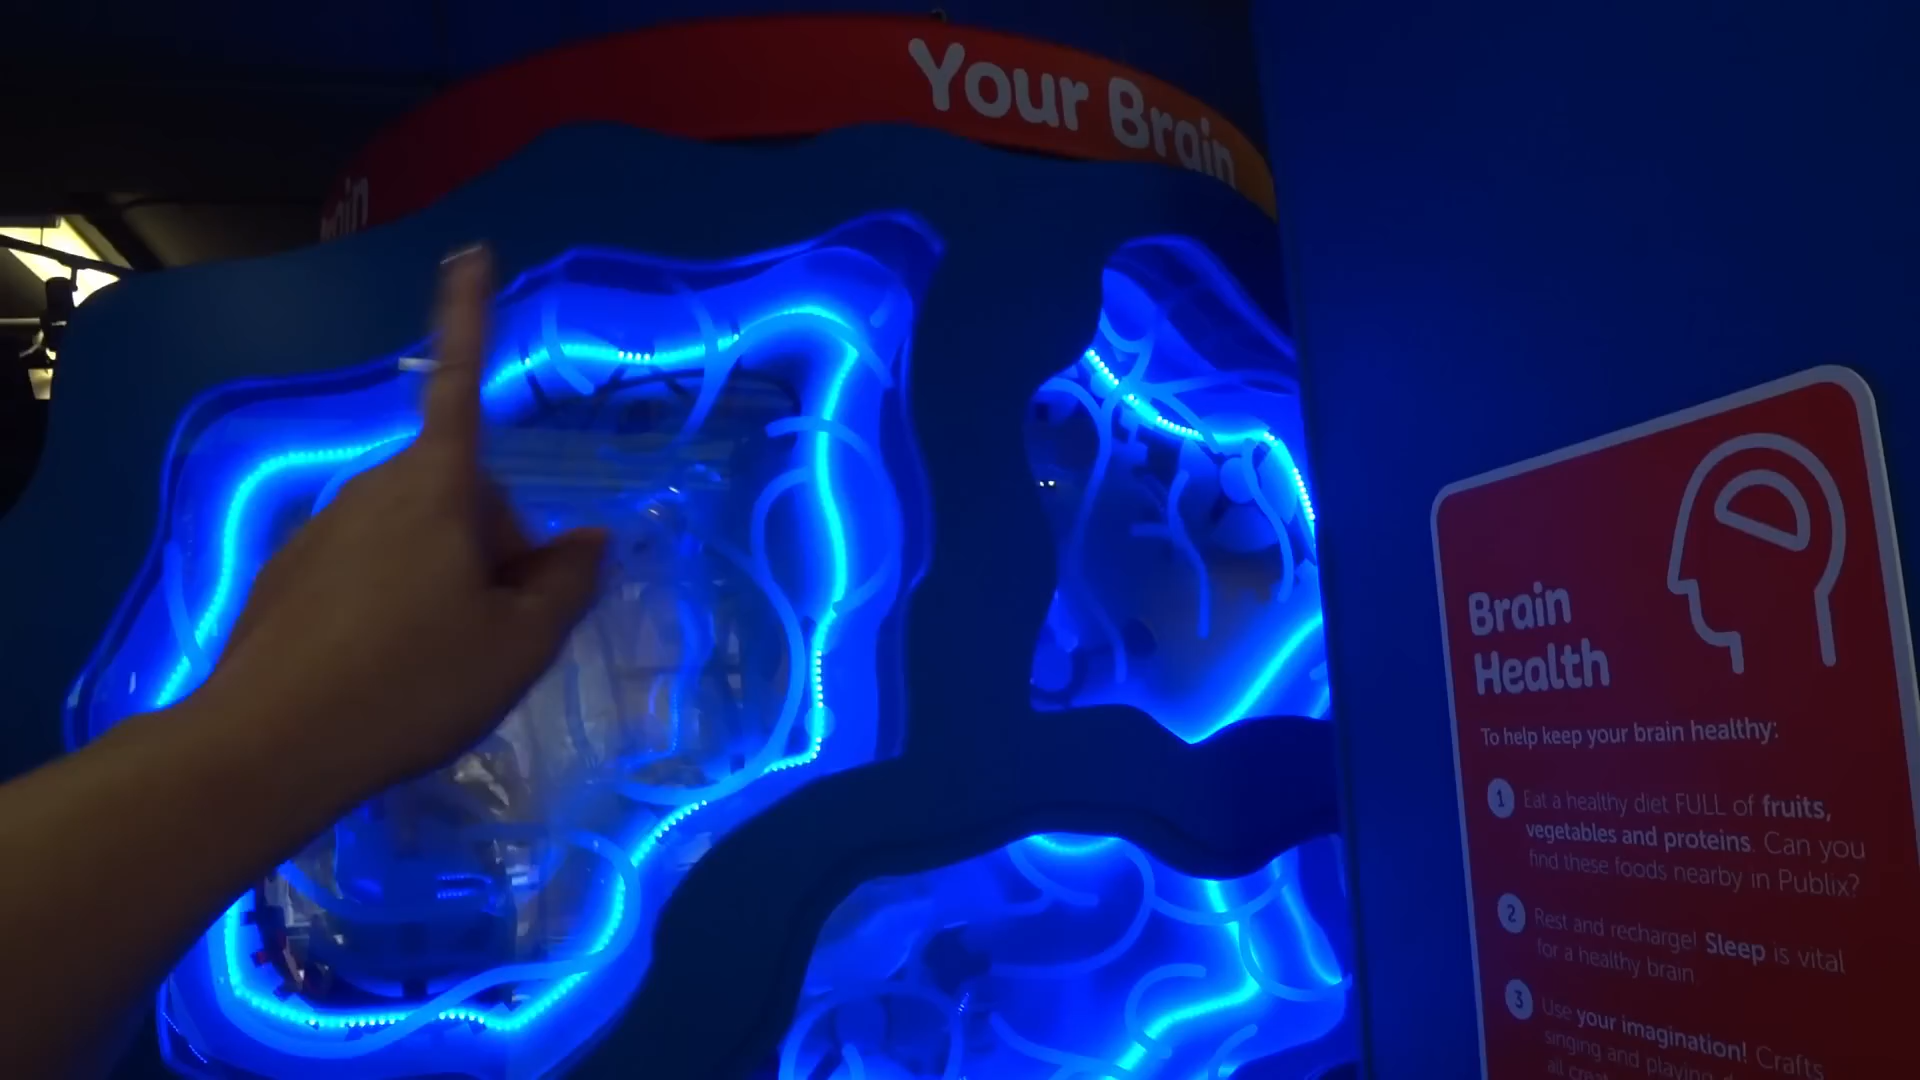 Your Brain
Brain
Health
To help keep your brain healthy:
1 Eat a healthy diet FULL of fruits,
vegetables and proteins. Can you
find these foods nearby in Publix?
2 Rest and recharge! Sleep is vital
for a healthy brain.
3 Use your imagination! Crafts,
singing and playing
all